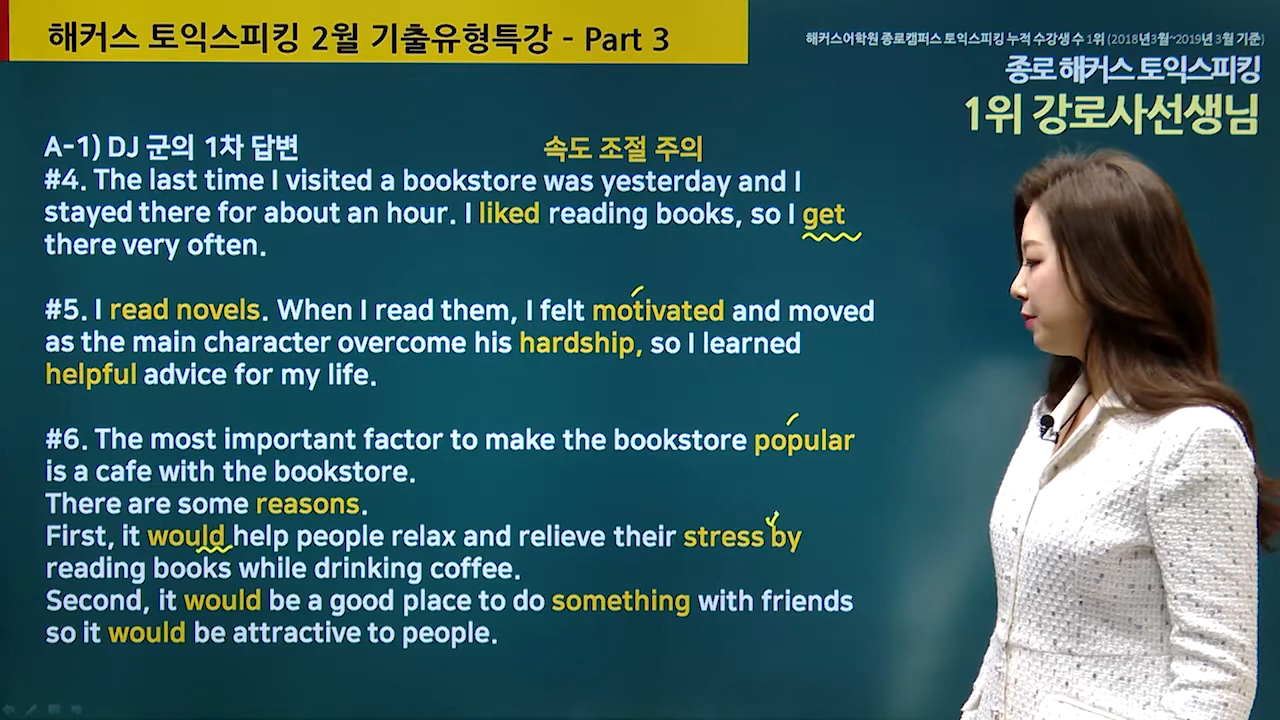 해커스 토익스피킹 2월 기출유형특강 - Part 3
해커스어학원 종로캠퍼스 토익스피킹 누적 수강생 수 1위 (2018년3월~2019년 3월 기준)
종로 해커스 토익스피킹
1위 강로사선생님
A-1) DJ 군의 1차 답변
속도 조절 주의
#4. The last time I visited a bookstore was yesterday and I
stayed there for about an hour. I liked reading books, so I get
there very often.
#5. I read novels. When I read them, I felt motivated and moved
as the main character overcome his hardship, so I learned
helpful advice for my life.
#6. The most important factor to make the bookstore popular
is a cafe with the bookstore.
There are some reasons.
First, it would help people relax and relieve their stress by
reading books while drinking coffee.
Second, it would be a good place to do something with friends
so it would be attractive to people.